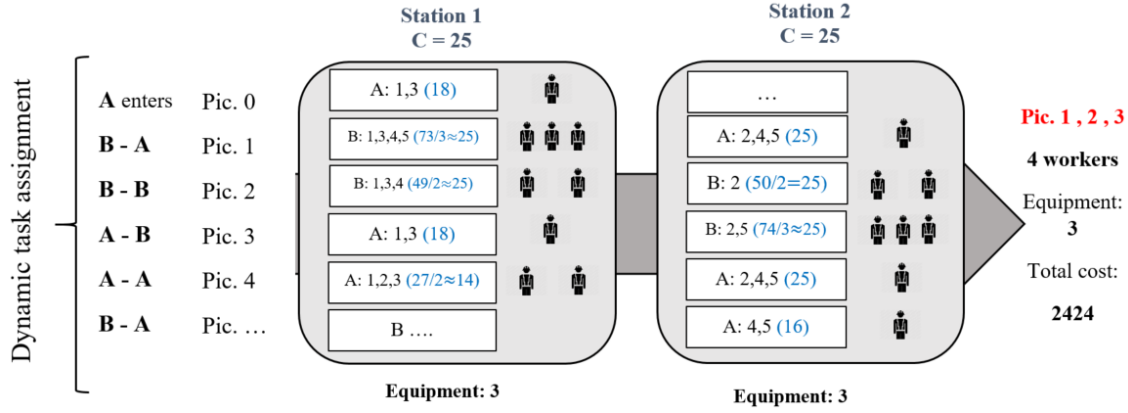 Station 1
C = 25
Station 2
C = 25
Dynamic task assignment
A enters Pic. 0
A: 1,3 (18)
…
B - A Pic. 1
B: 1,3,4,5 (73/3≈25)
A: 2,4,5 (25)
B - B Pic. 2
B: 1,3,4 (49/2≈25)
B: 2 (50/2=25)
A - B Pic. 3
A: 1,3 (18)
B: 2,5 (74/3≈25)
A - A Pic. 4
A: 1,2,3 (27/2≈14)
A: 2,4,5 (25)
B - A Pic. …
B ….
A: 4,5 (16)
Equipment: 3
Equipment: 3
Pic. 1 , 2 , 3
4 workers
Equipment:
3
Total cost:
2424